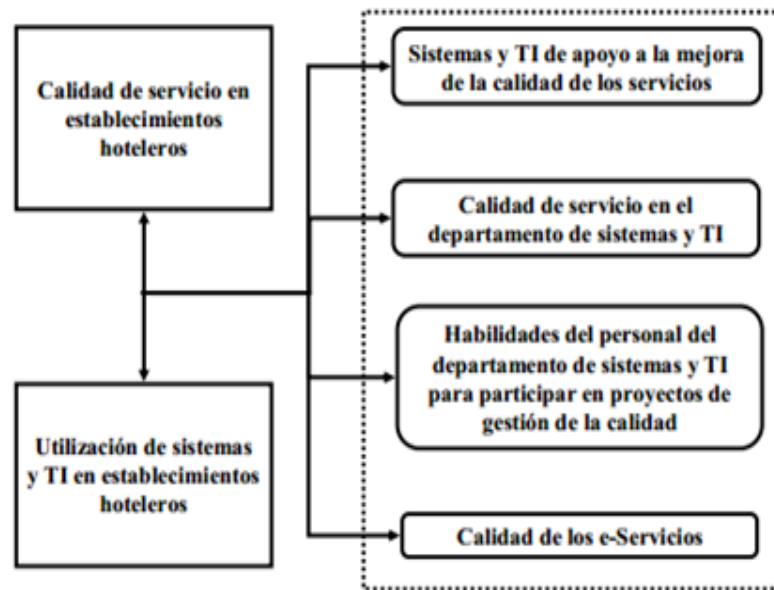 Calidad de servicio en
establecimientos
hoteleros
Utilización de sistemas
y TI en establecimientos
hoteleros
Sistemas y TI de apoyo a la mejora
de la calidad de los servicios
Calidad de servicio en el
departamento de sistemas y TI
Habilidades del personal del
departamento de sistemas y TI
para participar en proyectos de
gestión de la calidad
Calidad de los e-Servicios